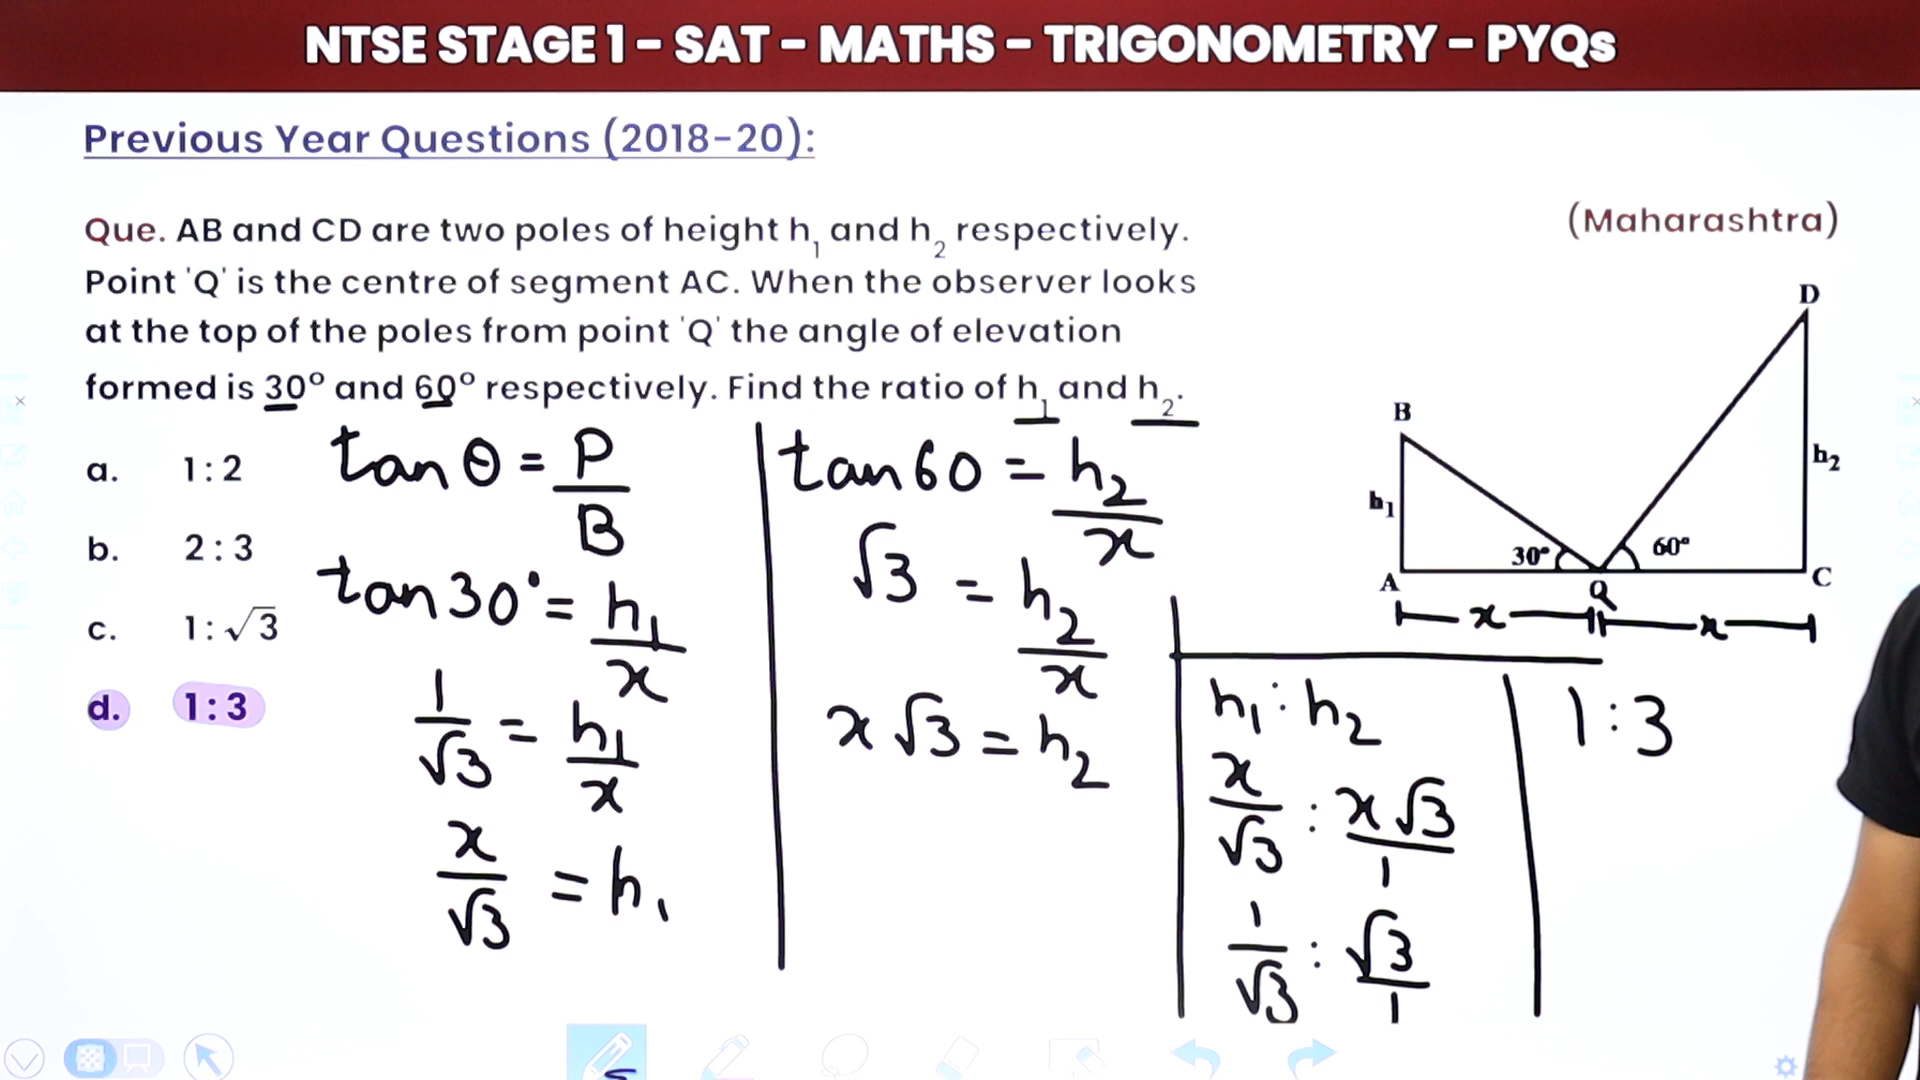 NTSE STAGE 1 – SAT – MATHS – TRIGONOMETRY – PYQs
Previous Year Questions (2018-20):
(Maharashtra)
Que. AB and CD are two poles of height h₁ and h₂ respectively.
Point 'Q' is the centre of segment AC. When the observer looks
at the top of the poles from point 'Q' the angle of elevation
formed is 30° and 60° respectively. Find the ratio of h₁ and h₂.
a. 1 : 2
b. 2 : 3
c. 1 : √3
d. 1 : 3
tan θ = P/B
tan 30° = h₁/x
1/√3 = h₁/x
x/√3 = h₁
tan 60 = h₂/x
√3 = h₂/x
x √3 = h₂
h₁ : h₂
x/√3 : x√3/1
1/√3 : √3/1
1 : 3
D
B
h₂
h₁
30°
60°
A
Q
C
x
x